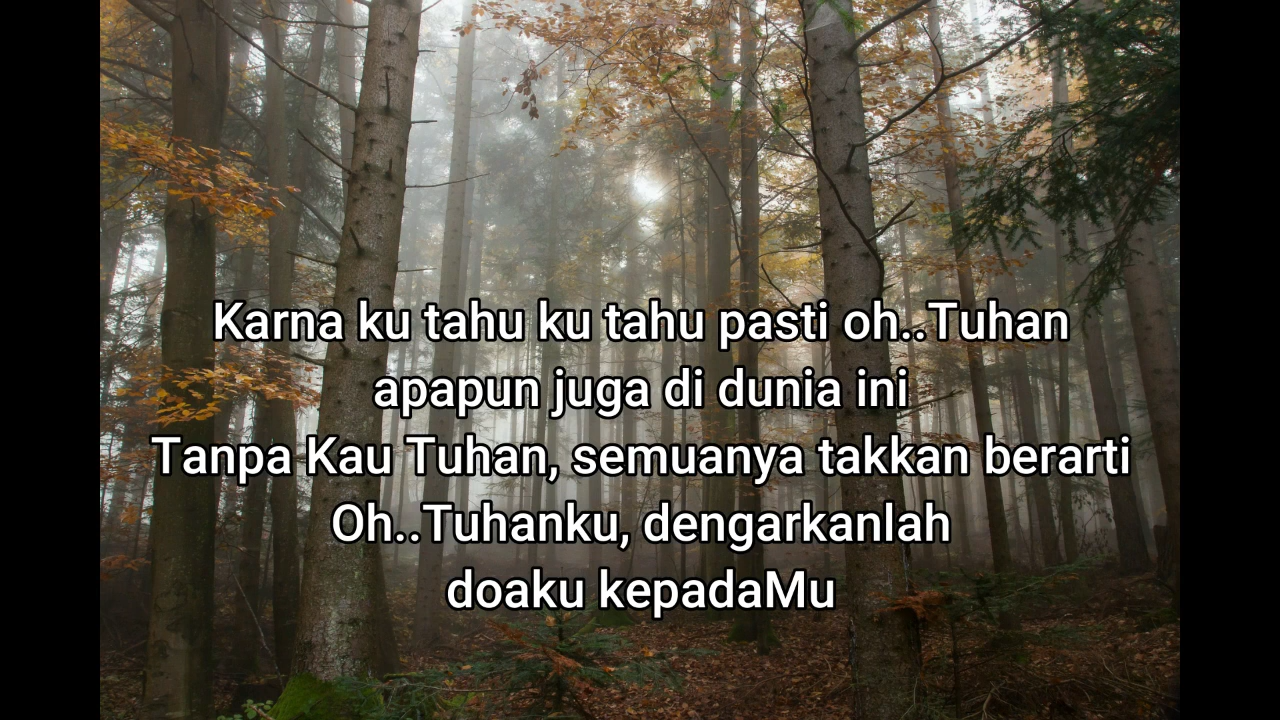 Karna ku tahu ku tahu pasti oh..Tuhan
apapun juga di dunia ini
Tanpa Kau Tuhan, semuanya takkan berarti
Oh..Tuhanku, dengarkanlah
doaku kepadaMu